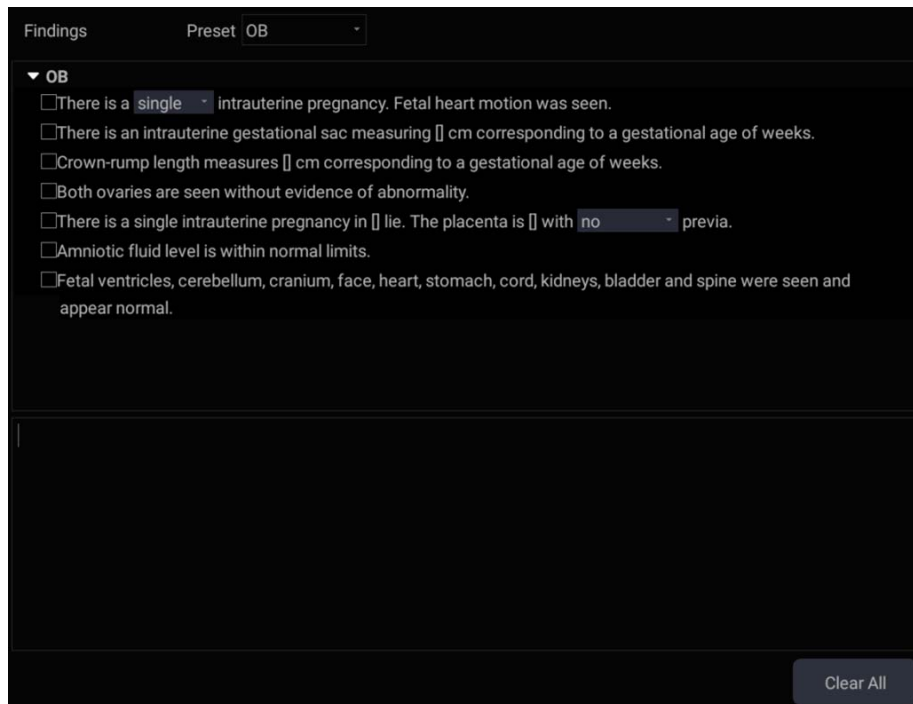 Findings Preset OB
OB
There is a single intrauterine pregnancy. Fetal heart motion was seen.
There is an intrauterine gestational sac measuring [] cm corresponding to a gestational age of weeks.
Crown-rump length measures [] cm corresponding to a gestational age of weeks.
Both ovaries are seen without evidence of abnormality.
There is a single intrauterine pregnancy in [] lie. The placenta is [] with no previa.
Amniotic fluid level is within normal limits.
Fetal ventricles, cerebellum, cranium, face, heart, stomach, cord, kidneys, bladder and spine were seen and
appear normal.
Clear All